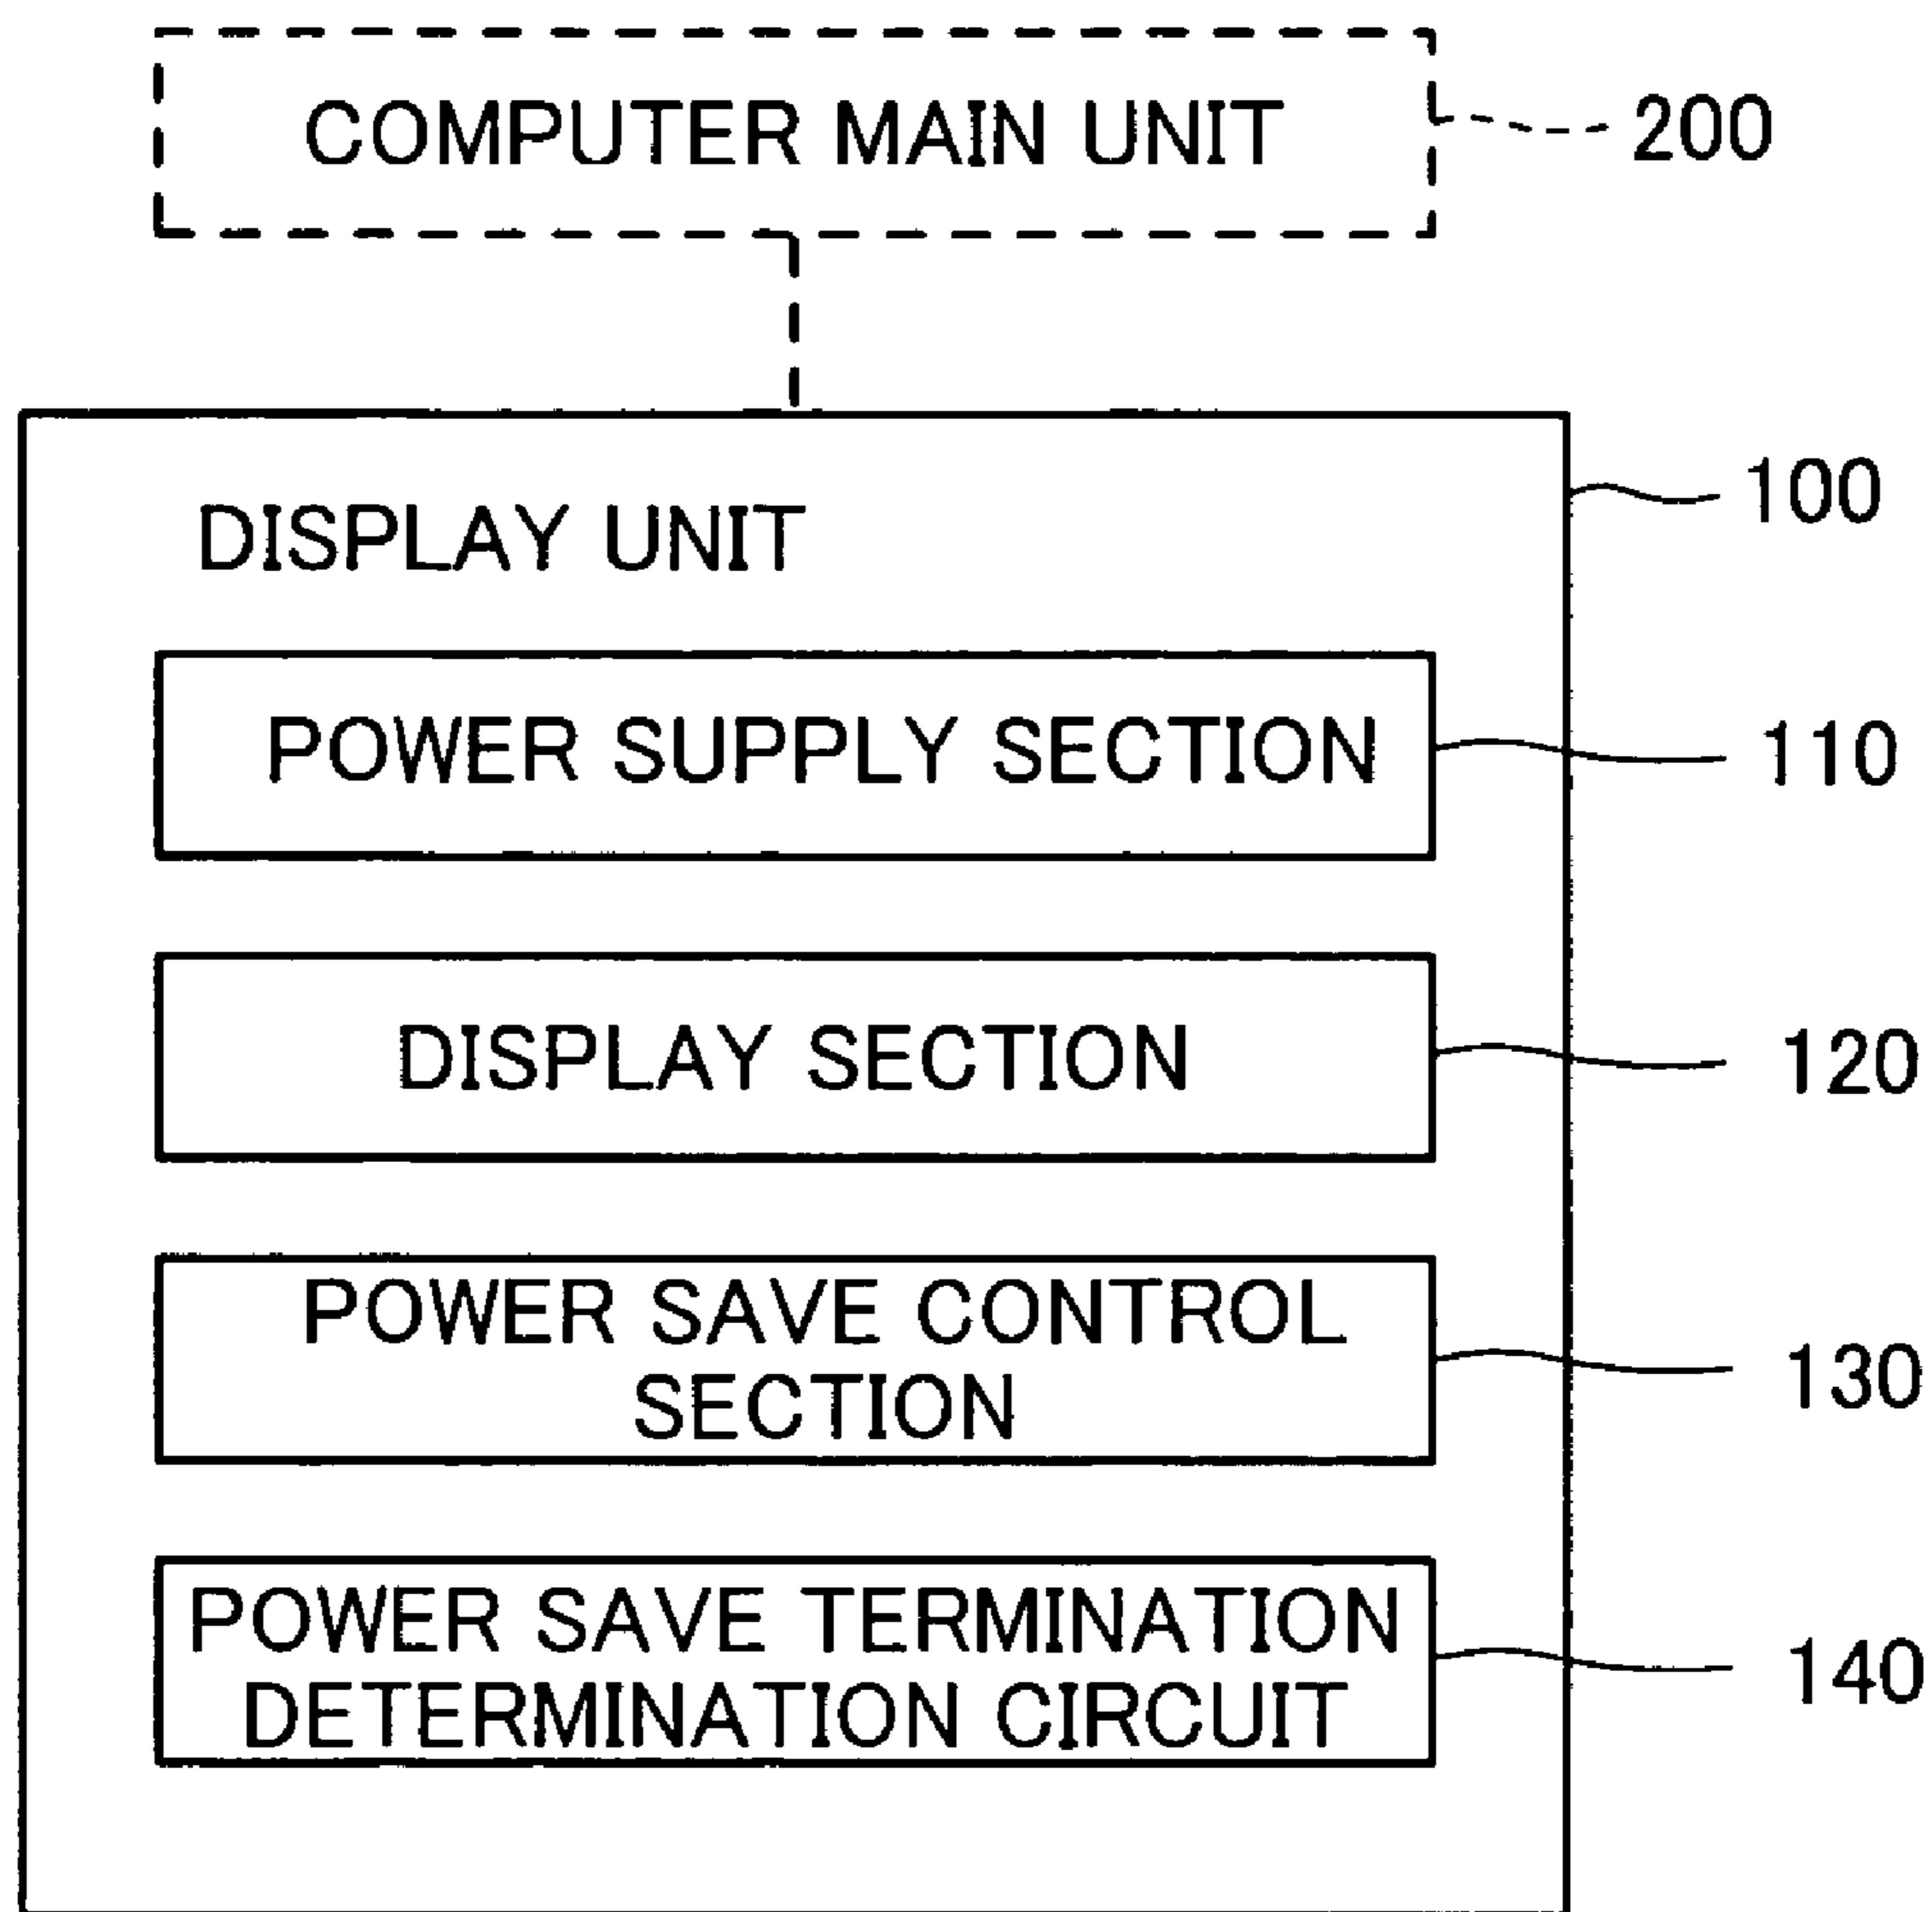 COMPUTER MAIN UNIT
200
100
DISPLAY UNIT
POWER SUPPLY SECTION
110
DISPLAY SECTION
120
POWER SAVE CONTROL
SECTION
130
POWER SAVE TERMINATION
DETERMINATION CIRCUIT
140